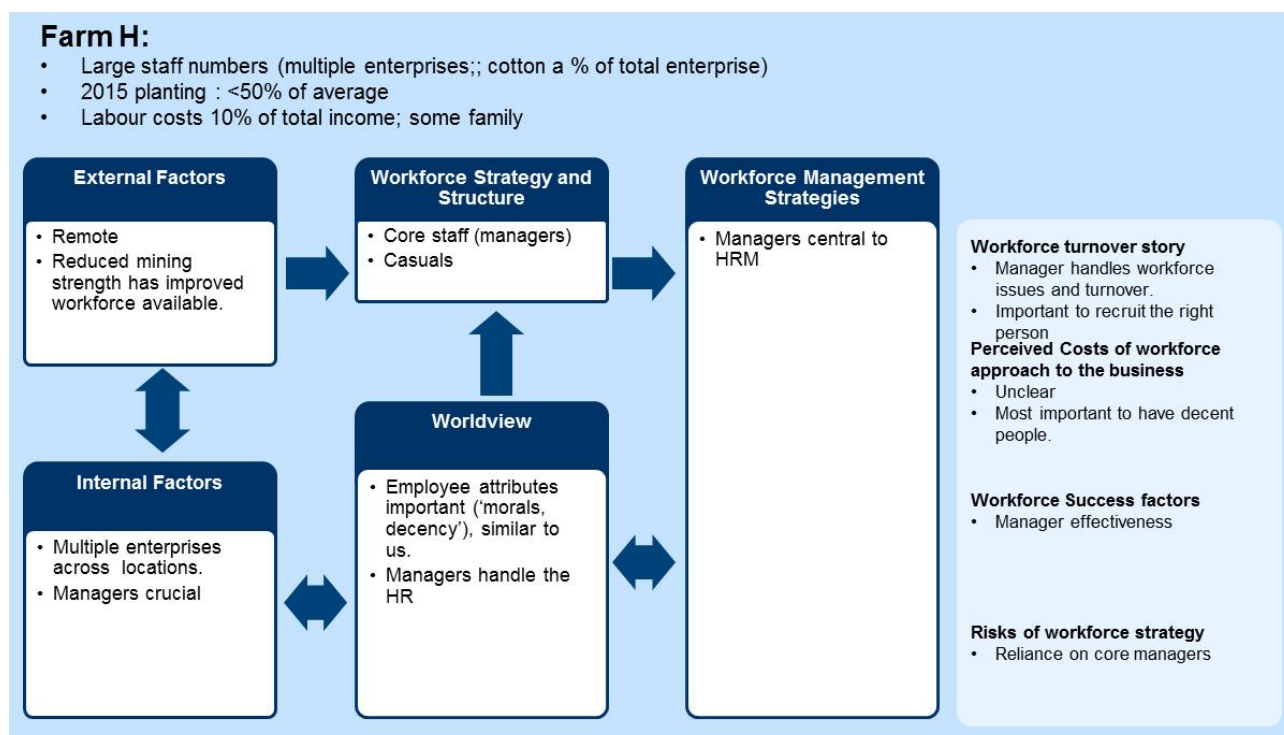 Farm H:
• Large staff numbers (multiple enterprises;; cotton a % of total enterprise)
• 2015 planting : <50% of average
• Labour costs 10% of total income; some family
External Factors
• Remote
• Reduced mining
strength has improved
workforce available.
Internal Factors
• Multiple enterprises
across locations.
• Managers crucial
Workforce Strategy and
Structure
• Core staff (managers)
• Casuals
Worldview
• Employee attributes
important (‘morals,
decency’), similar to
us.
• Managers handle the
HR
Workforce Management
Strategies
• Managers central to
HRM
Workforce turnover story
• Manager handles workforce
issues and turnover.
• Important to recruit the right
person
Perceived Costs of workforce
approach to the business
• Unclear
• Most important to have decent
people.
Workforce Success factors
• Manager effectiveness
Risks of workforce strategy
• Reliance on core managers